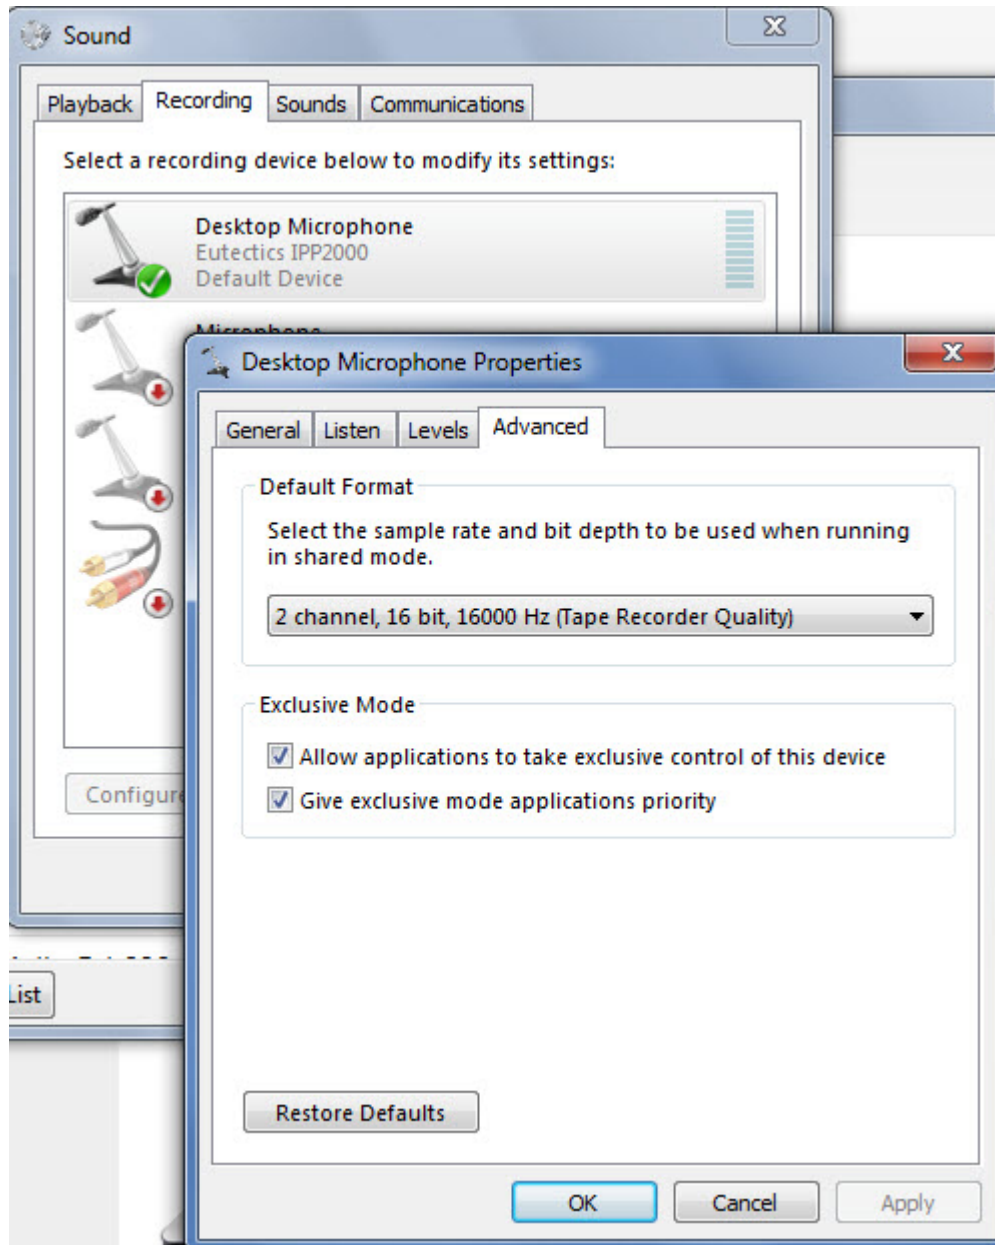 Sound
Playback Recording Sounds Communications
Select a recording device below to modify its settings:
Desktop Microphone
Eutectics IPP2000
Default Device
Microphone
Desktop Microphone Properties
General Listen Levels Advanced
Default Format
Select the sample rate and bit depth to be used when running
in shared mode.
2 channel, 16 bit, 16000 Hz (Tape Recorder Quality)
Exclusive Mode
Allow applications to take exclusive control of this device
Give exclusive mode applications priority
Configure
List
Restore Defaults
OK Cancel Apply